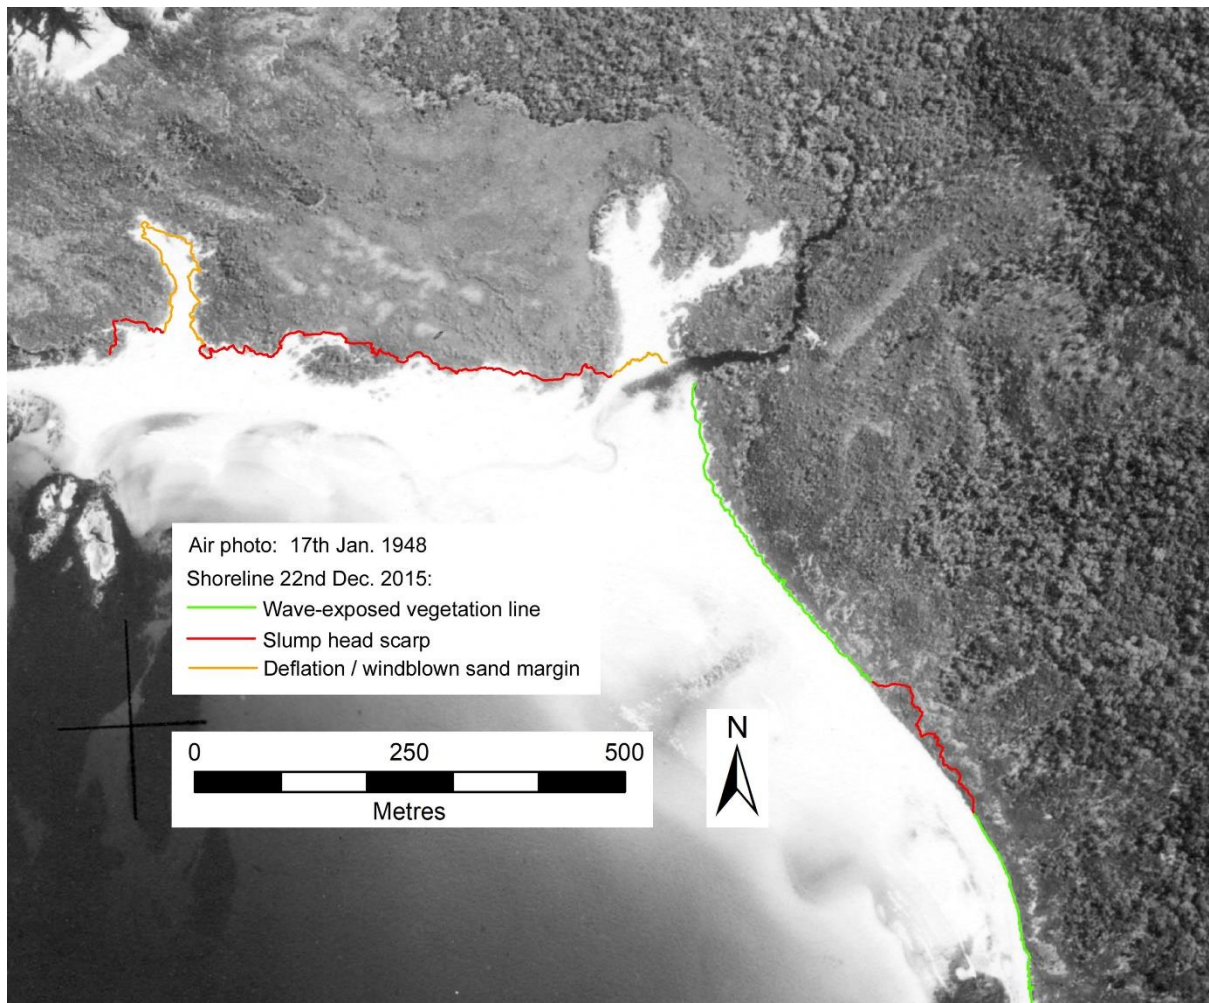 Air photo: 17th Jan. 1948
Shoreline 22nd Dec. 2015:
Wave-exposed vegetation line
Slump head scarp
Deflation / windblown sand margin
0 250 500
Metres
N